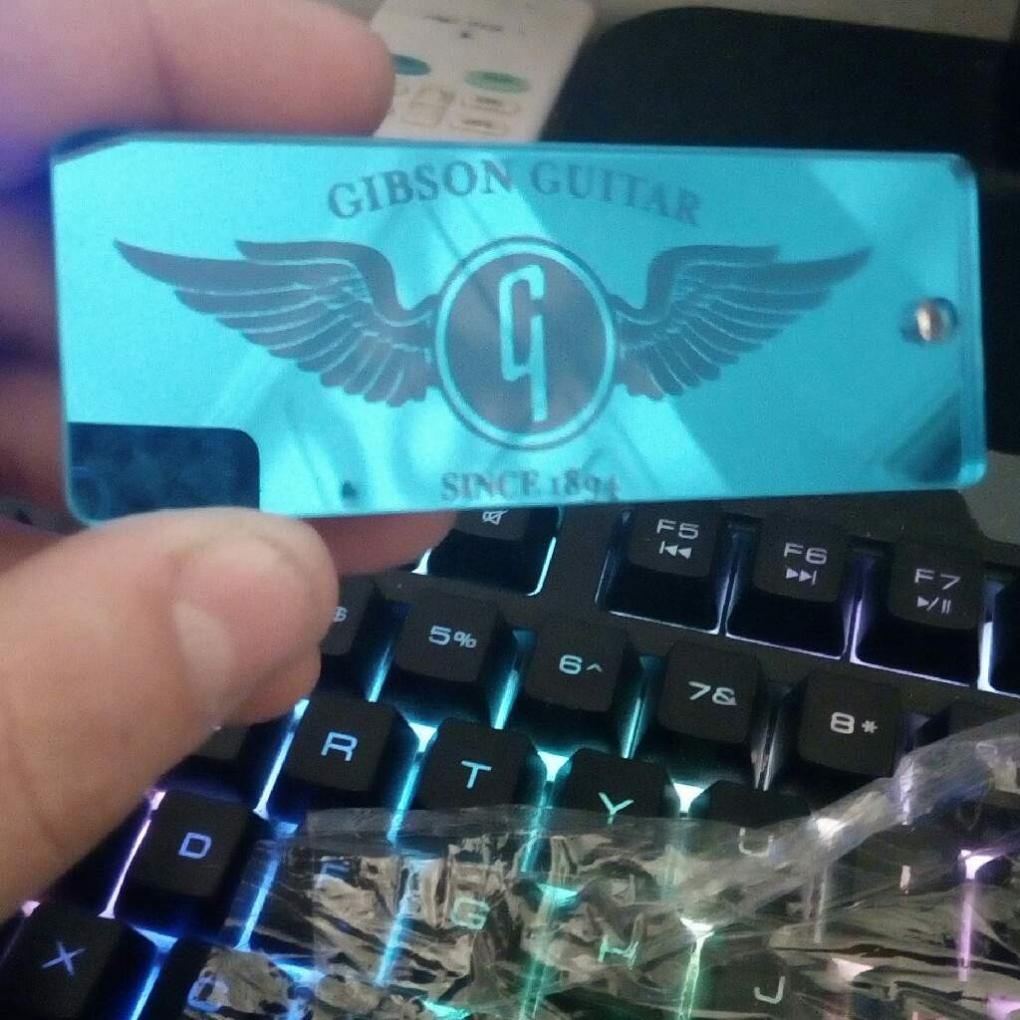 GIBSON GUITAR
G
SINCE 1894
F5
F6
F7
5%
6^
7&
8*
R
T
Y
U
D
G
H
J
X